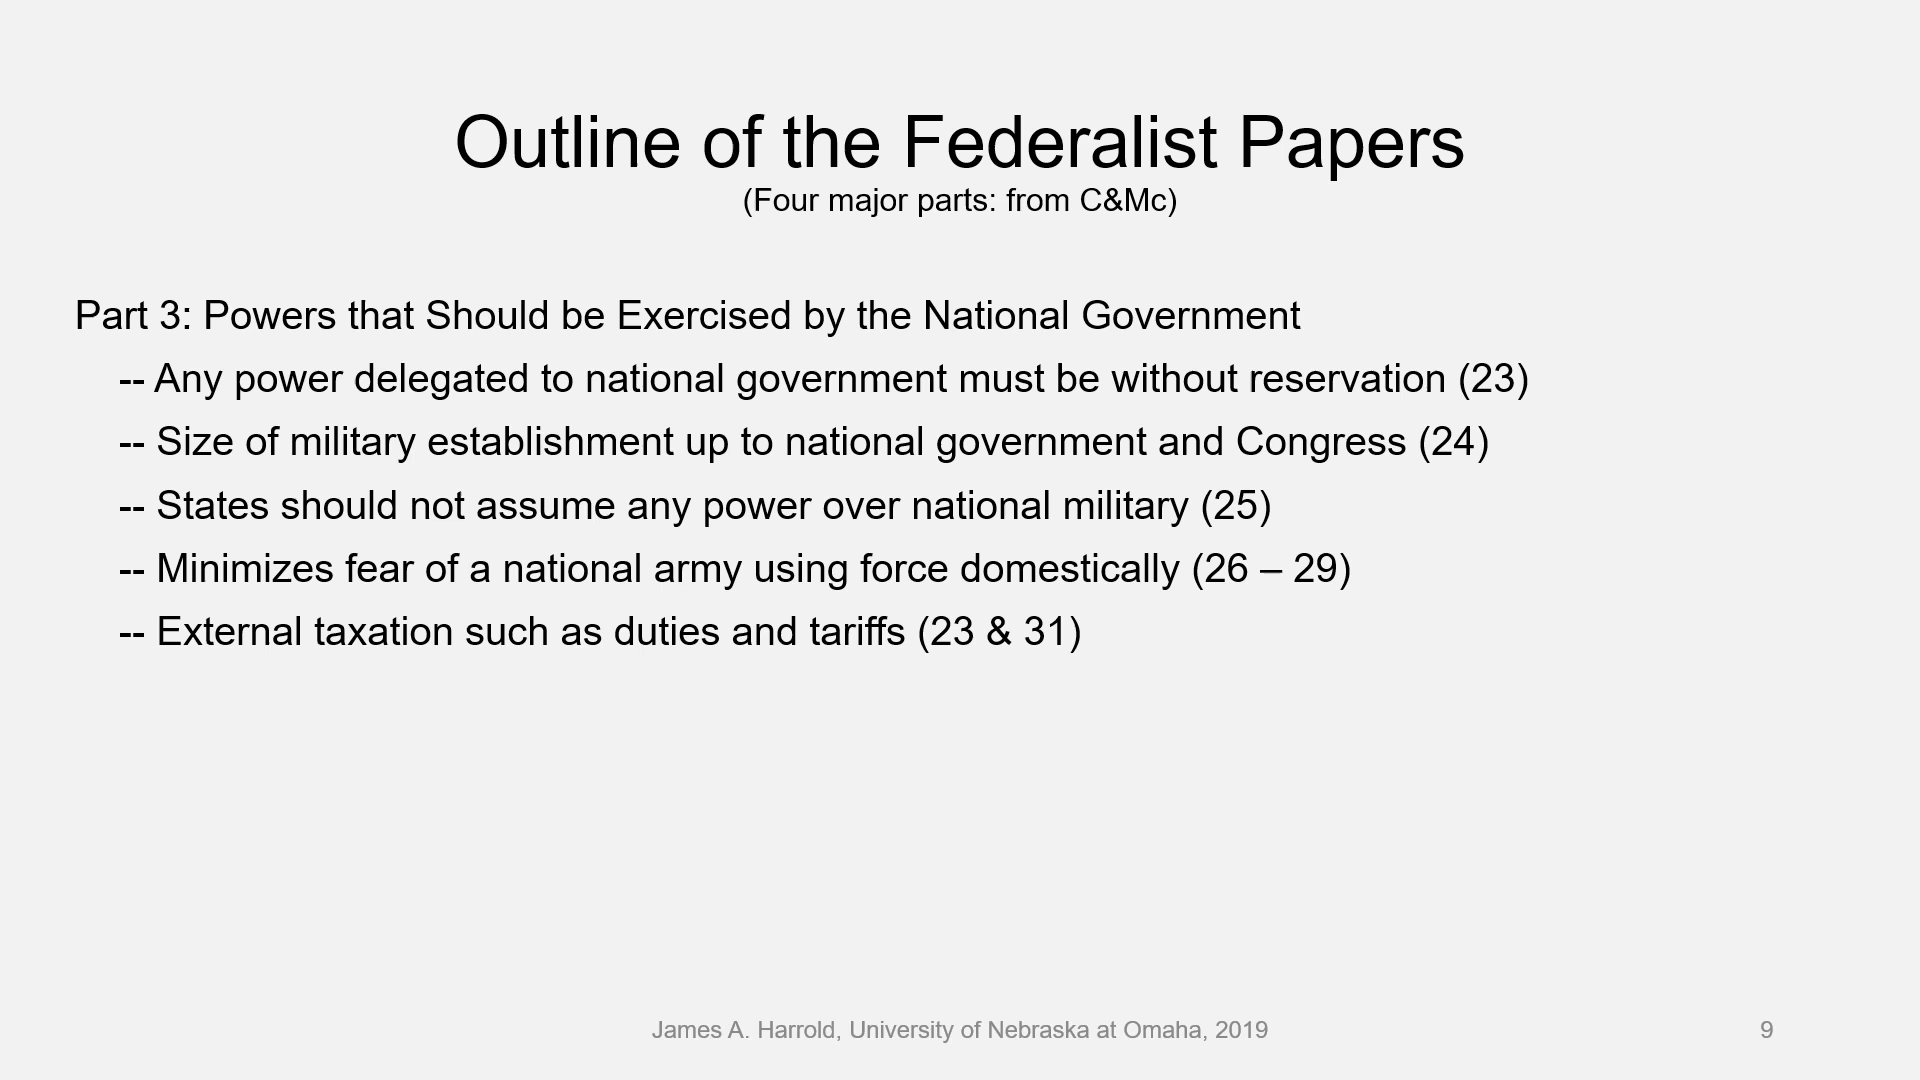 Outline of the Federalist Papers
(Four major parts: from C&Mc)
Part 3: Powers that Should be Exercised by the National Government
-- Any power delegated to national government must be without reservation (23)
-- Size of military establishment up to national government and Congress (24)
-- States should not assume any power over national military (25)
-- Minimizes fear of a national army using force domestically (26 – 29)
-- External taxation such as duties and tariffs (23 & 31)
James A. Harrold, University of Nebraska at Omaha, 2019
9